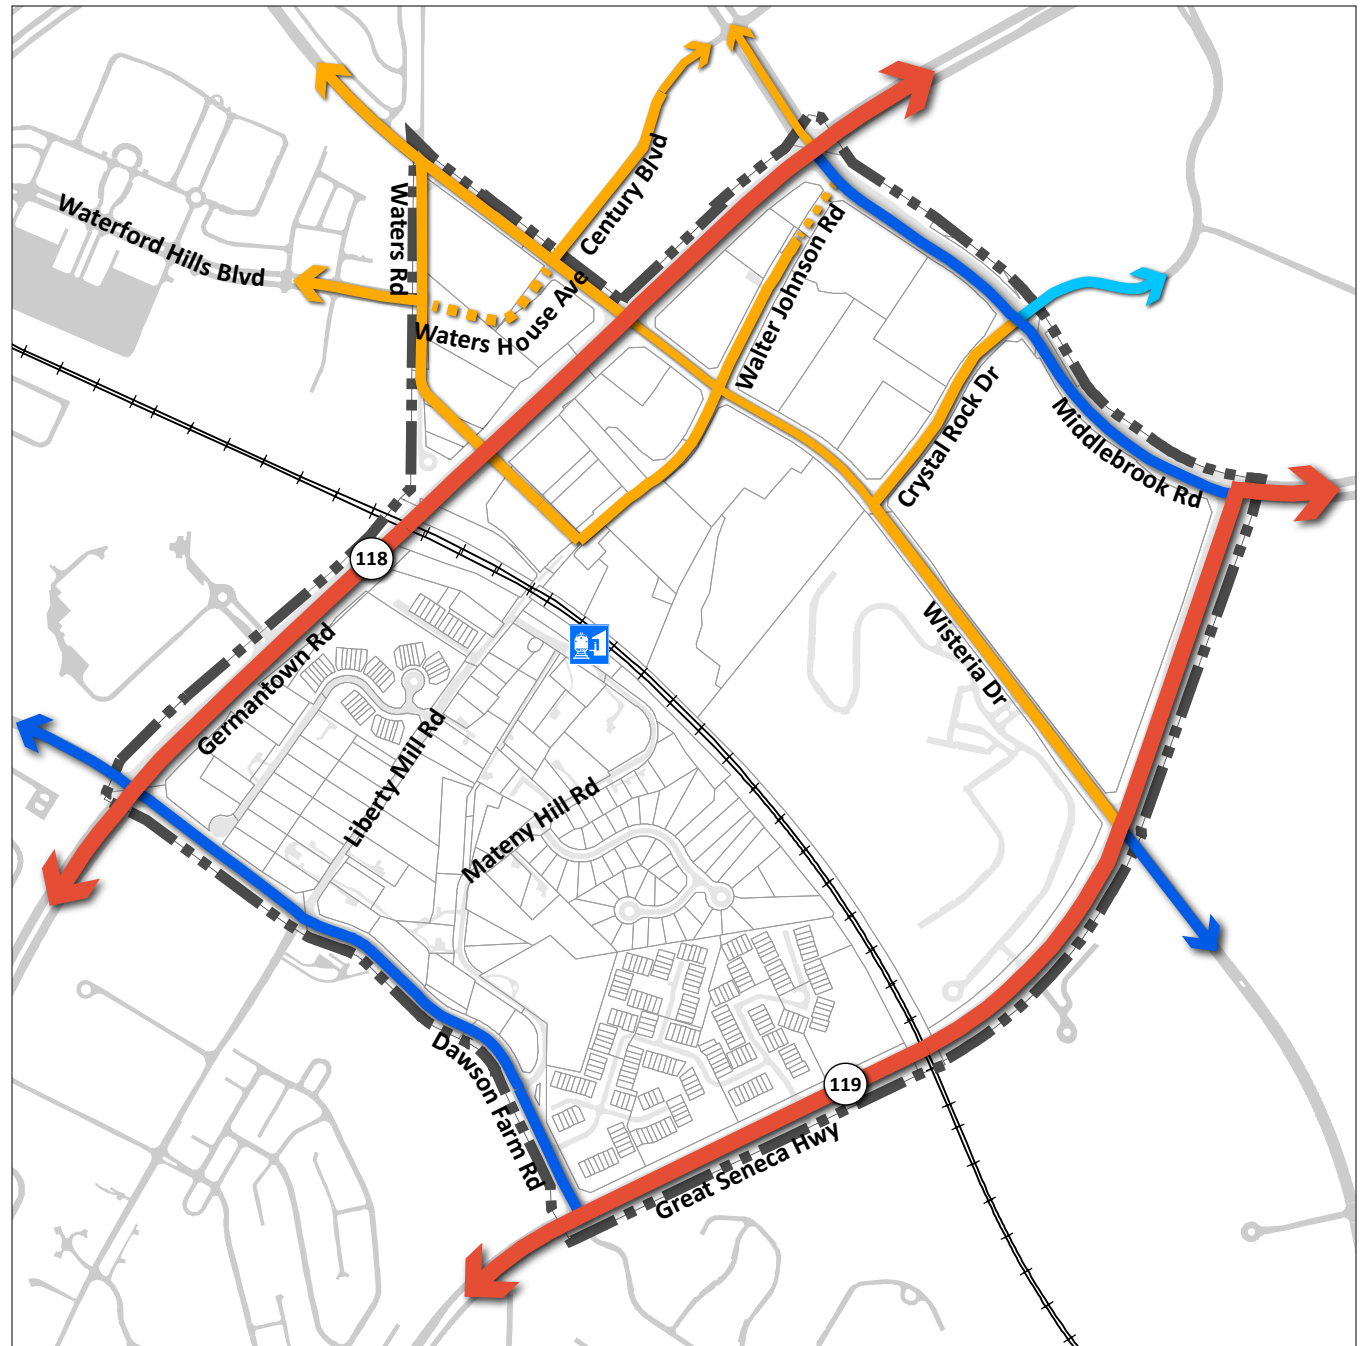 Century Blvd
Waters Rd
Waterford Hills Blvd
Walter Johnson Rd
Waters House Ave
Crystal Rock Dr
Middlebrook Rd
118
Germantown Rd
Wisteria Dr
Liberty Mill Rd
Mateny Hill Rd
Dawson Farm Rd
119
Great Seneca Hwy